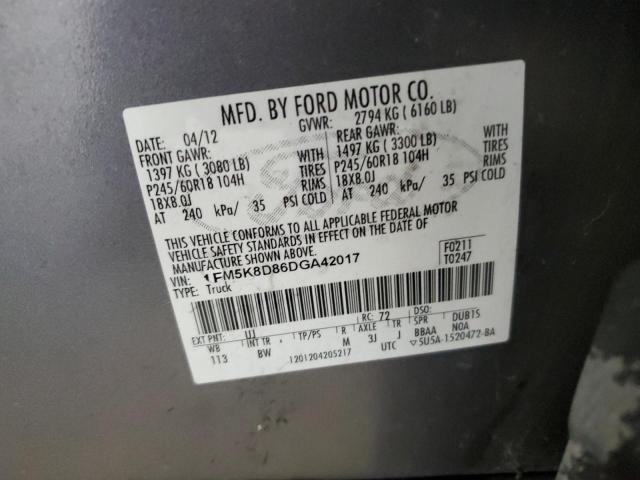 MFD. BY FORD MOTOR CO.
DATE: 04/12 GVWR: 2794 KG ( 6160 LB)
FRONT GAWR: REAR GAWR:
1397 KG ( 3080 LB) WITH 1497 KG ( 3300 LB) WITH
P245/60R18 104H TIRES P245/60R18 104H TIRES
18X8.0J RIMS 18X8.0J RIMS
AT 240 kPa/ 35 PSI COLD AT 240 kPa/ 35 PSI COLD
THIS VEHICLE CONFORMS TO ALL APPLICABLE FEDERAL MOTOR
VEHICLE SAFETY STANDARDS IN EFFECT ON THE DATE OF
MANUFACTURE SHOWN ABOVE.
VIN: 1FM5K8D86DGA42017 F0211
TYPE: Truck T0247
EXT PNT: UJ RC: 72 DSO:
WB INT TR TP/PS R AXLE TR SPR DUB1S
113 BW M 3J J BBAA NOA
1201204205217 UTC 5U5A-1520472-BA